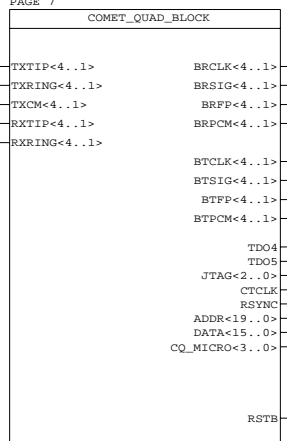 PAGE 7
COMET_QUAD_BLOCK
TXTIP<4..1>
BRCLK<4..1>
TXRING<4..1>
BRSIG<4..1>
TXCM<4..1>
BRFP<4..1>
RXTIP<4..1>
BRPCM<4..1>
RXRING<4..1>
BTCLK<4..1>
BTSIG<4..1>
BTFP<4..1>
BTPCM<4..1>
TDO4
TDO5
JTAG<2..0>
CTCLK
RSYNC
ADDR<19..0>
DATA<15..0>
CQ_MICRO<3..0>
RSTB